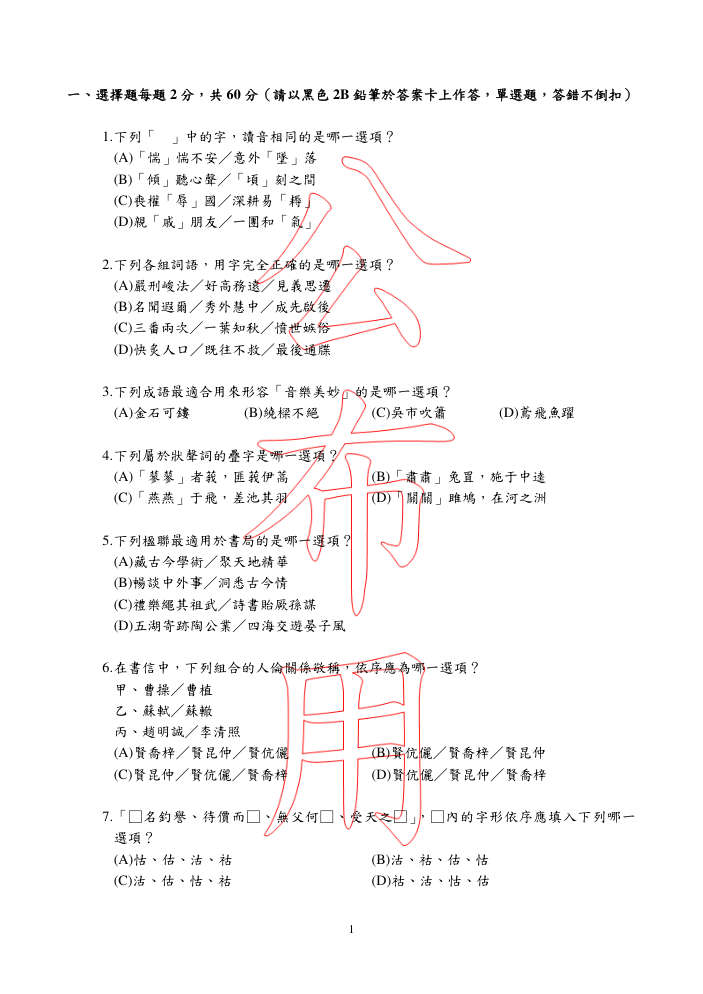 一、選擇題每題 2 分，共 60 分（請以黑色 2B 鉛筆於答案卡上作答，單選題，答錯不倒扣）
1.下列「　」中的字，讀音相同的是哪一選項？
(A)「惴」惴不安／意外「墜」落
(B)「傾」聽心聲／「頃」刻之間
(C)喪權「辱」國／深耕易「耨」
(D)親「戚」朋友／一團和「氣」
2.下列各組詞語，用字完全正確的是哪一選項？
(A)嚴刑峻法／好高務遠／見義思遷
(B)名聞遐爾／秀外慧中／成先啟後
(C)三番兩次／一葉知秋／憤世嫉俗
(D)快炙人口／既往不救／最後通牒
3.下列成語最適合用來形容「音樂美妙」的是哪一選項？
(A)金石可鏤 (B)繞樑不絕 (C)吳市吹簫 (D)鳶飛魚躍
4.下列屬於狀聲詞的疊字是哪一選項？
(A)「蓼蓼」者莪，匪莪伊蒿 (B)「肅肅」兔罝，施于中逵
(C)「燕燕」于飛，差池其羽 (D)「關關」雎鳩，在河之洲
5.下列楹聯最適用於書局的是哪一選項？
(A)藏古今學術／聚天地精華
(B)暢談中外事／洞悉古今情
(C)禮樂繩其祖武／詩書貽厥孫謀
(D)五湖寄跡陶公業／四海交遊晏子風
6.在書信中，下列組合的人倫關係敬稱，依序應為哪一選項？
甲、曹操／曹植
乙、蘇軾／蘇轍
丙、趙明誠／李清照
(A)賢喬梓／賢昆仲／賢伉儷 (B)賢伉儷／賢喬梓／賢昆仲
(C)賢昆仲／賢伉儷／賢喬梓 (D)賢伉儷／賢昆仲／賢喬梓
7.「□名釣譽、待價而□、無父何□、受天之□」，□內的字形依序應填入下列哪一
選項？
(A)怙、估、沽、祜 (B)沽、祜、估、怙
(C)沽、估、怙、祜 (D)祜、沽、怙、估
1
公
布
用